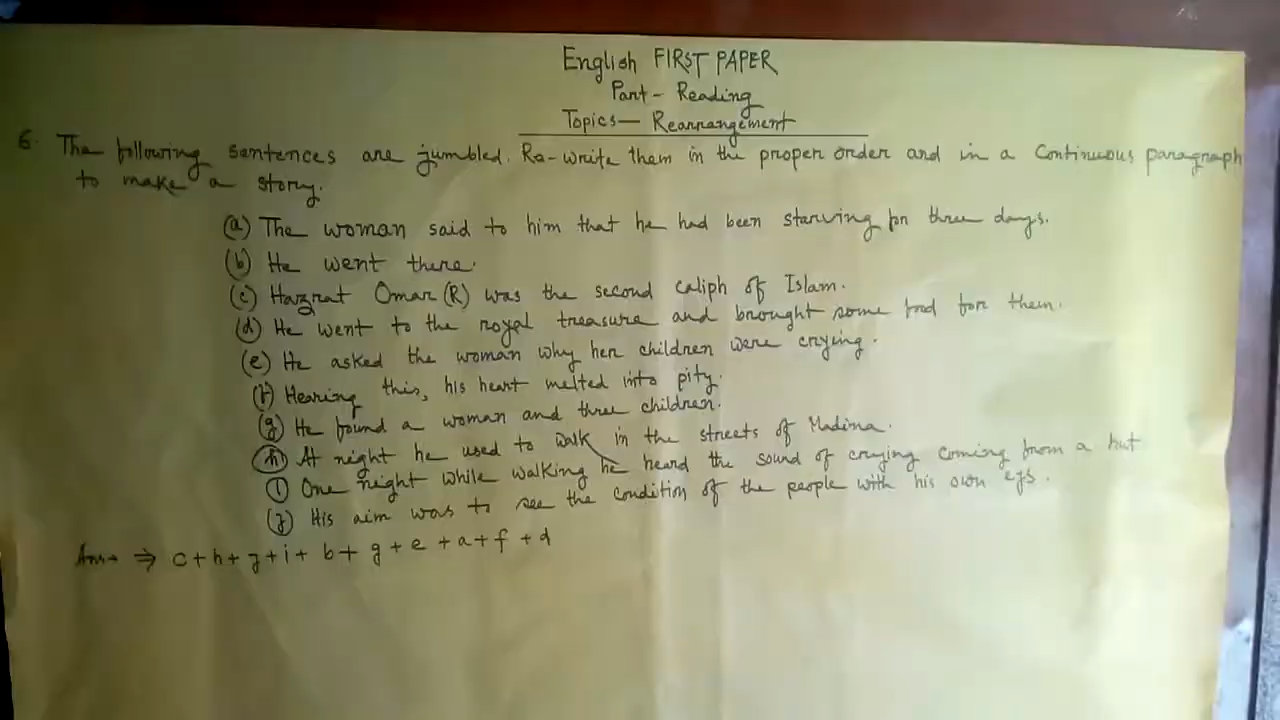 English FIRST PAPER
Part - Reading
Topics - Rearrangement
6. The following sentences are jumbled. Re-write them in the proper order and in a Continuous paragraph
to make a story.
(a) The woman said to him that he had been starving for three days.
(b) He went there.
(c) Hazrat Omar (R) was the second caliph of Islam.
(d) He went to the royal treasure and brought some food for them.
(e) He asked the woman why her children were crying.
(f) Hearing this, his heart melted into pity.
(g) He found a woman and three children.
(h) At night he used to walk in the streets of Madina.
(i) One night while walking he heard the sound of crying coming from a hut
(j) His aim was to see the condition of the people with his own eys.
Ans → ⇒ c + h + j + i + b + g + e + a + f + d